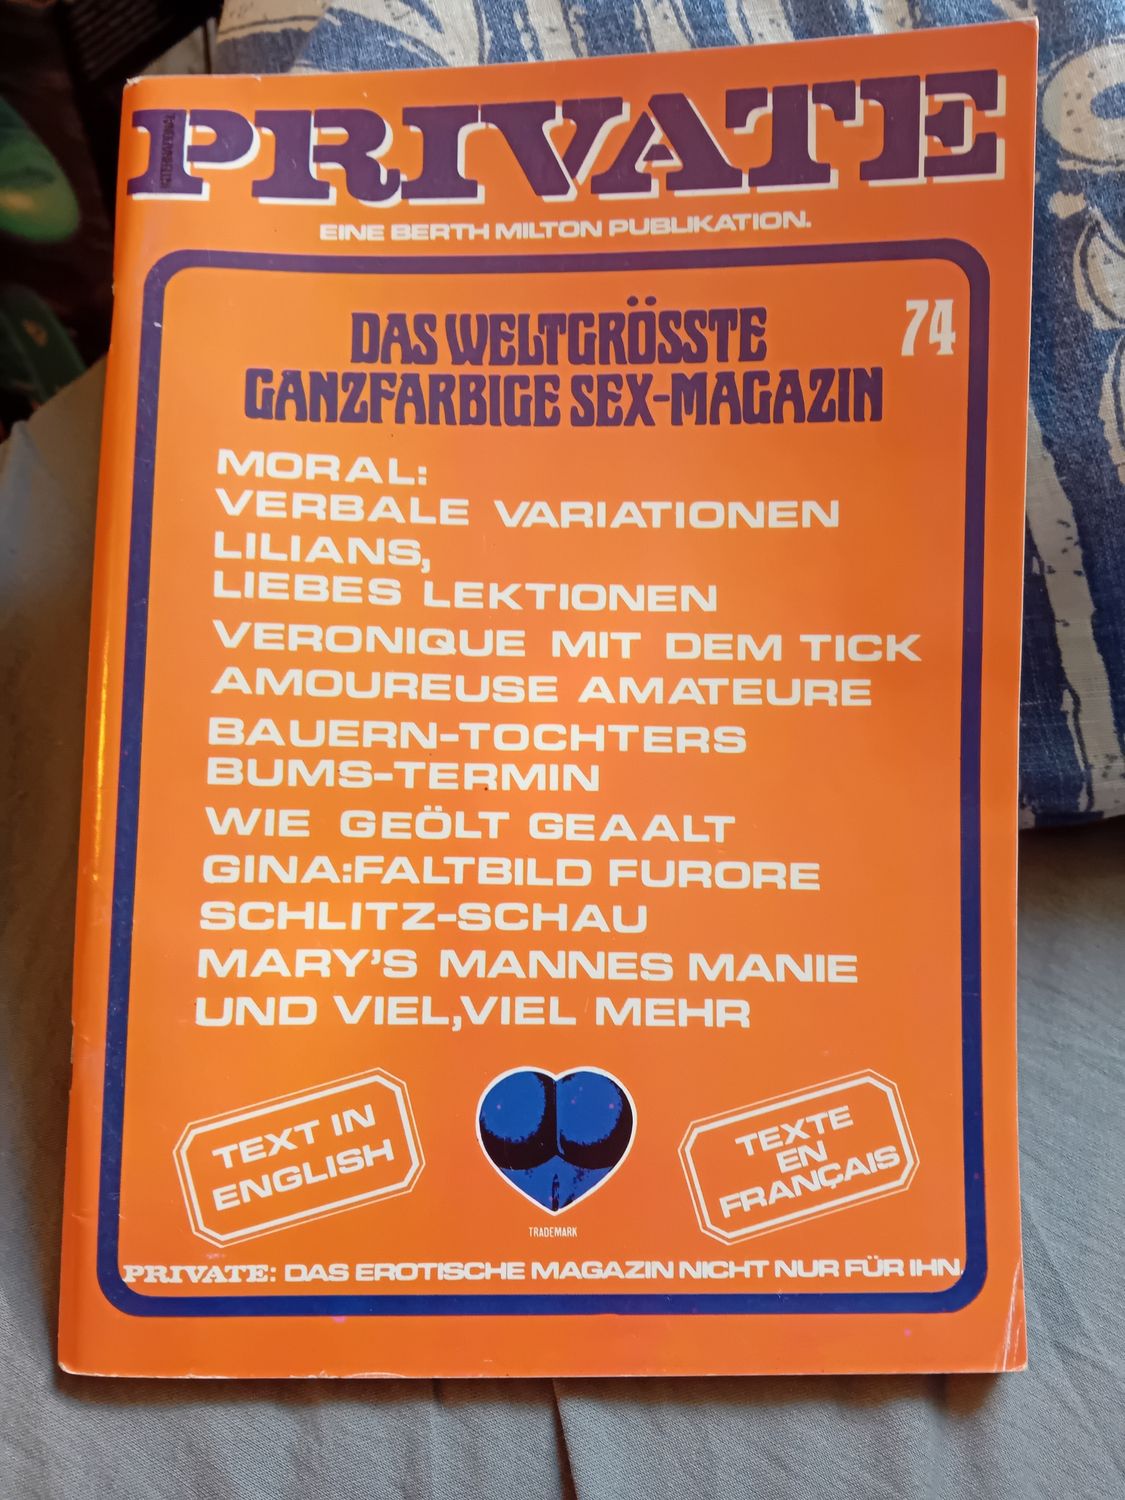 PRIVATE
INTERNATIONAL
EINE BERTH MILTON PUBLIKATION.
DAS WELTGRÖSSTE
74
GANZFARBIGE SEX-MAGAZIN
MORAL:
VERBALE VARIATIONEN
LILIANS,
LIEBES LEKTIONEN
VERONIQUE MIT DEM TICK
AMOUREUSE AMATEURE
BAUERN-TOCHTERS
BUMS-TERMIN
WIE GEÖLT GEAALT
GINA:FALTBILD FURORE
SCHLITZ-SCHAU
MARY'S MANNES MANIE
UND VIEL,VIEL MEHR
TEXT IN
ENGLISH
TRADEMARK
TEXTE
EN
FRANÇAIS
PRIVATE: DAS EROTISCHE MAGAZIN NICHT NUR FÜR IHN.